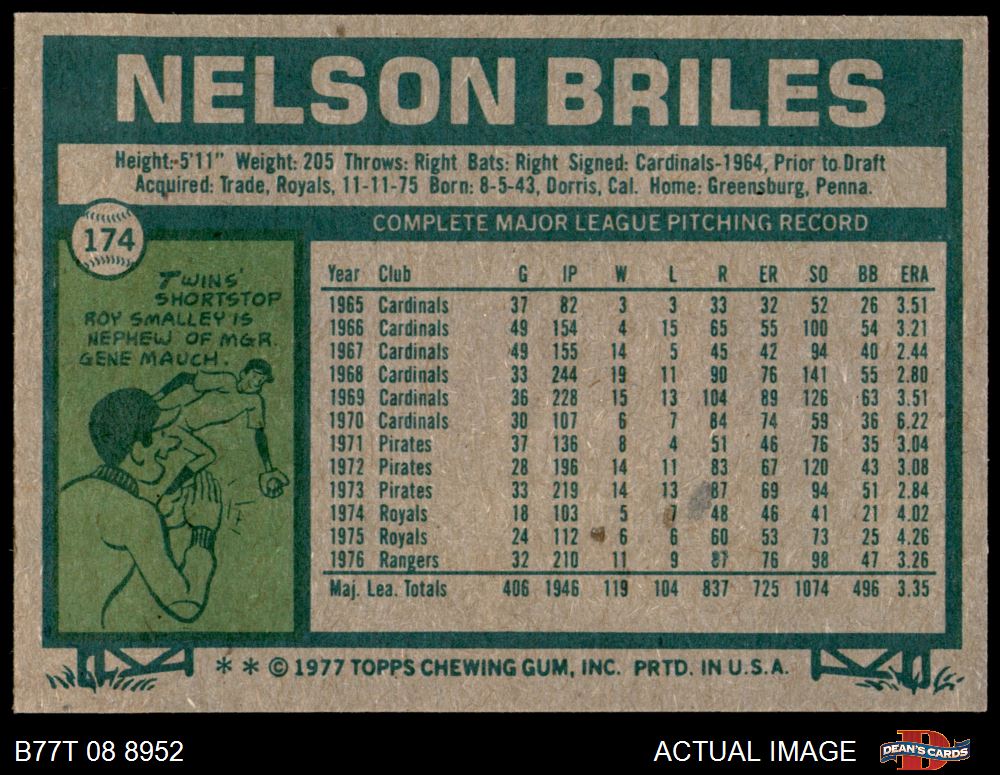 NELSON BRILES
Height: 5'11" Weight: 205 Throws: Right Bats: Right Signed: Cardinals-1964, Prior to Draft
Acquired: Trade, Royals, 11-11-75 Born: 8-5-43, Dorris, Cal. Home: Greensburg, Penna.
174
TWINS'
SHORTSTOP
ROY SMALLEY IS
NEPHEW OF MGR.
GENE MAUCH.
COMPLETE MAJOR LEAGUE PITCHING RECORD
Year Club G IP W L R ER SO BB ERA
1965 Cardinals 37 82 3 3 33 32 52 26 3.51
1966 Cardinals 49 154 4 15 65 55 100 54 3.21
1967 Cardinals 49 155 14 5 45 42 94 40 2.44
1968 Cardinals 33 244 19 11 90 76 141 55 2.80
1969 Cardinals 36 228 15 13 104 89 126 63 3.51
1970 Cardinals 30 107 6 7 84 74 59 36 6.22
1971 Pirates 37 136 8 4 51 46 76 35 3.04
1972 Pirates 28 196 14 11 83 67 120 43 3.08
1973 Pirates 33 219 14 13 87 69 94 51 2.84
1974 Royals 18 103 5 7 48 46 41 21 4.02
1975 Royals 24 112 6 6 60 53 73 25 4.26
1976 Rangers 32 210 11 9 87 76 98 47 3.26
Maj. Lea. Totals 406 1946 119 104 837 725 1074 496 3.35
* * © 1977 TOPPS CHEWING GUM, INC. PRTD. IN U.S.A.
B77T 08 8952
ACTUAL IMAGE
DEAN'S CARDS